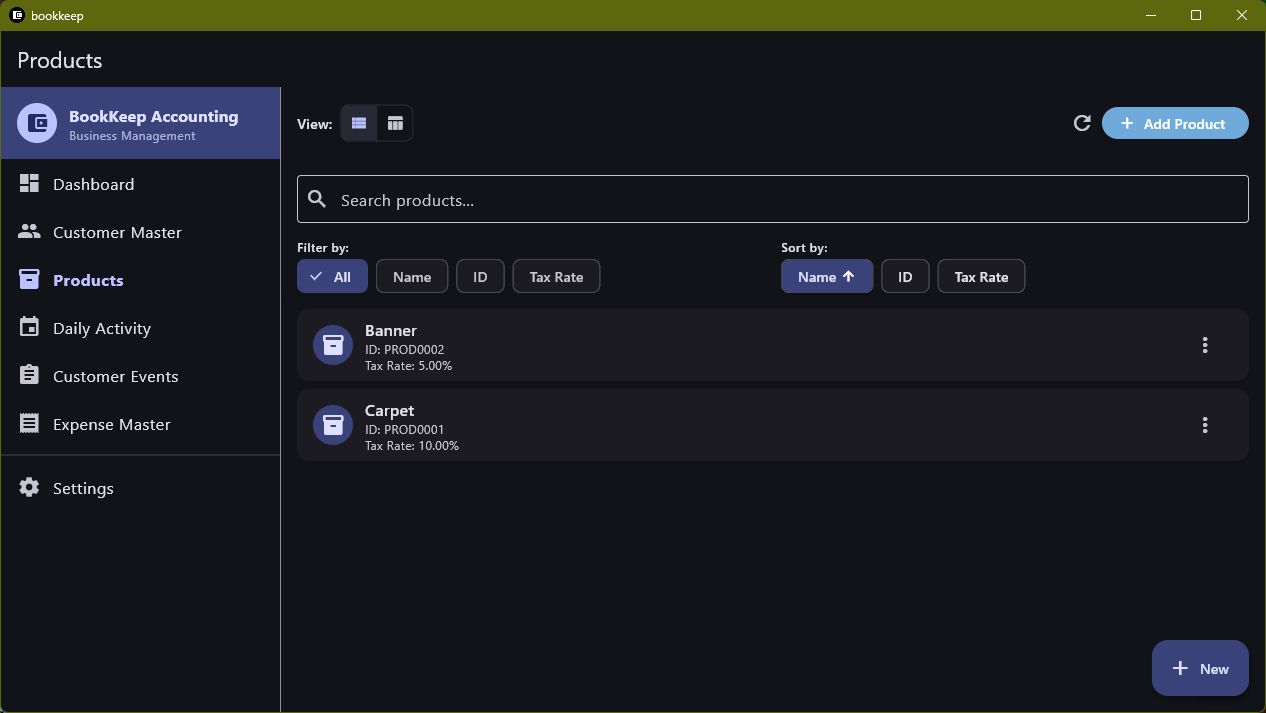 bookkeep
Products
BookKeep Accounting
Business Management
Dashboard
Customer Master
Products
Daily Activity
Customer Events
Expense Master
Settings
View:
+ Add Product
Search products...
Filter by:
All Name ID Tax Rate
Sort by:
Name ↑ ID Tax Rate
Banner
ID: PROD0002
Tax Rate: 5.00%
Carpet
ID: PROD0001
Tax Rate: 10.00%
+ New